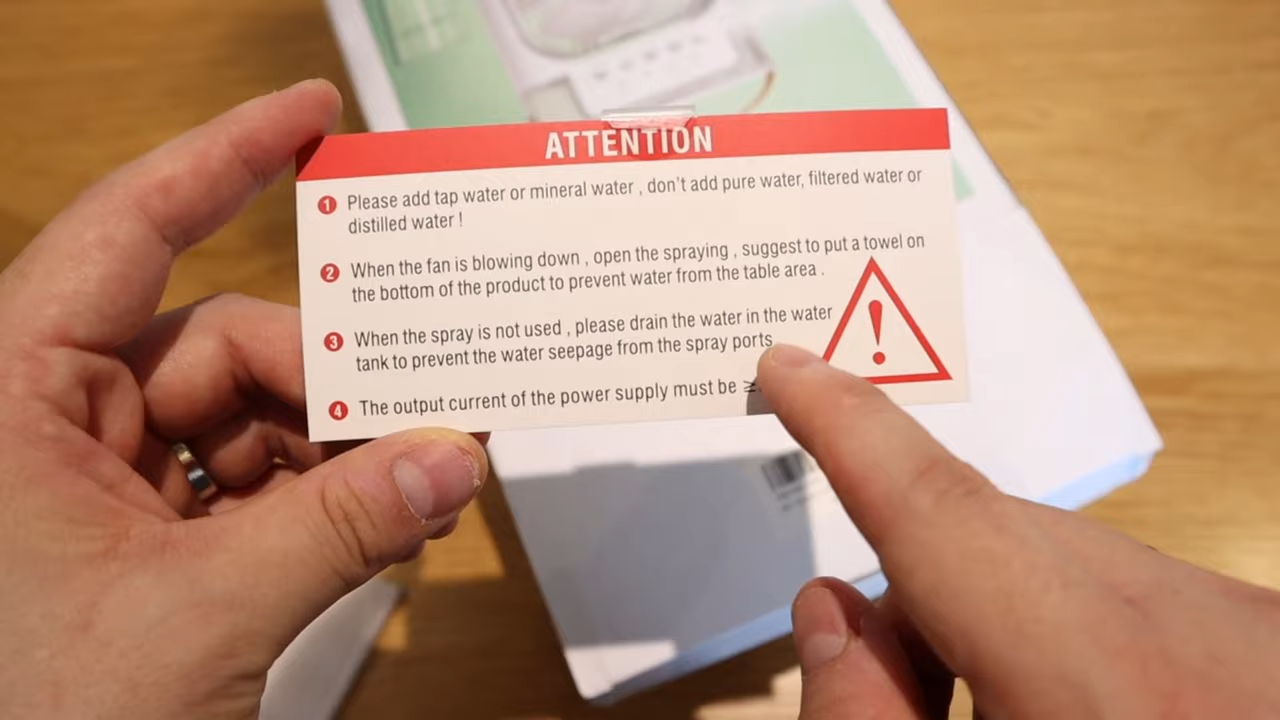 ATTENTION
1 Please add tap water or mineral water , don't add pure water, filtered water or
distilled water !
2 When the fan is blowing down , open the spraying , suggest to put a towel on
the bottom of the product to prevent water from the table area .
3 When the spray is not used , please drain the water in the water
tank to prevent the water seepage from the spray ports
4 The output current of the power supply must be ≥
!